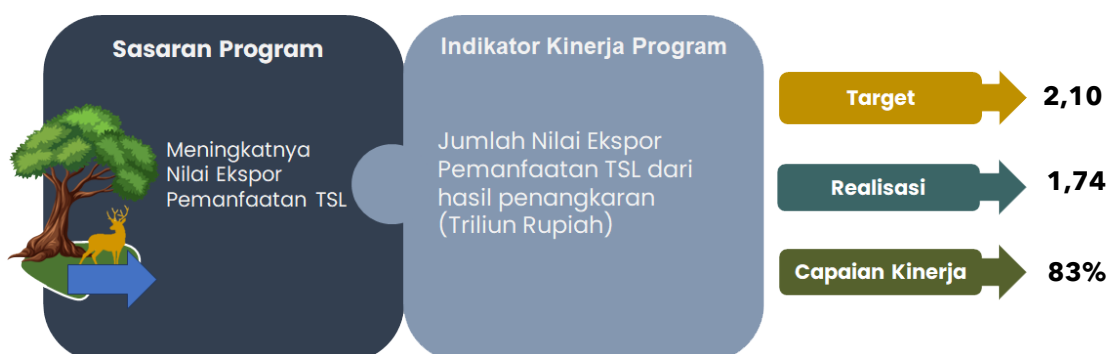 Sasaran Program
Meningkatnya
Nilai Ekspor
Pemanfaatan TSL
Indikator Kinerja Program
Jumlah Nilai Ekspor
Pemanfaatan TSL dari
hasil penangkaran
(Triliun Rupiah)
Target 2,10
Realisasi 1,74
Capaian Kinerja 83%